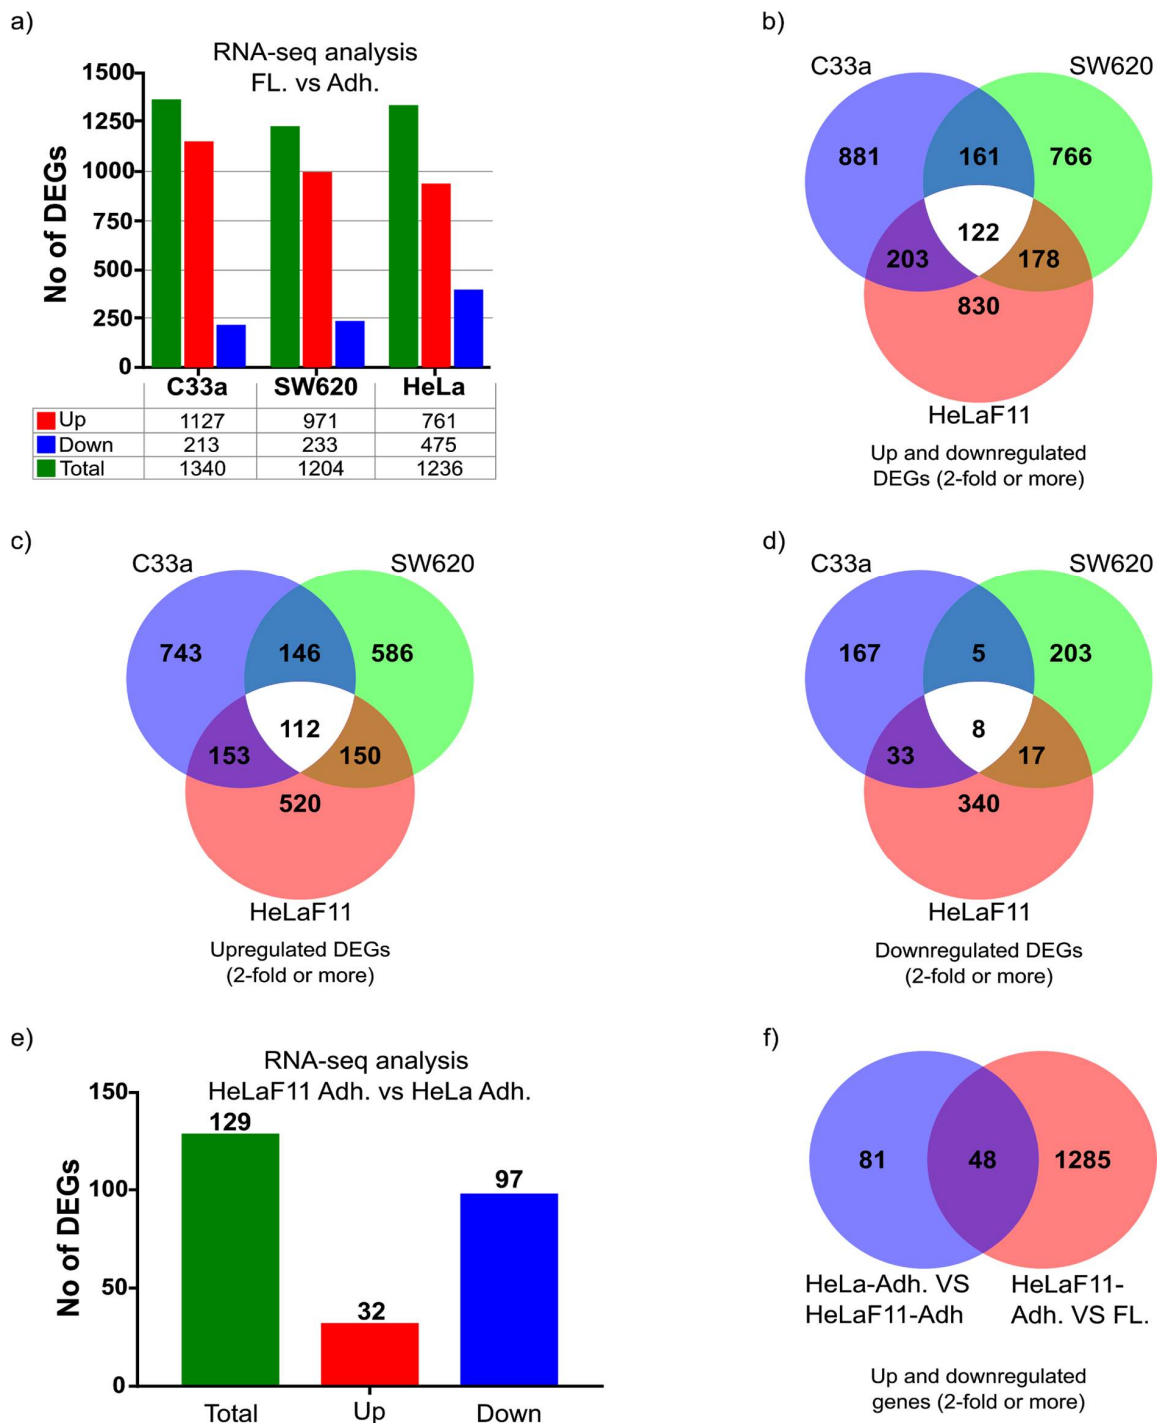 a)
RNA-seq analysis
FL. vs Adh.
No of DEGs
1500
1250
1000
750
500
250
0
C33a SW620 HeLa
Up 1127 971 761
Down 213 233 475
Total 1340 1204 1236
b)
C33a SW620
881 161 766
122
203 178
830
HeLaF11
Up and downregulated
DEGs (2-fold or more)
c)
C33a SW620
743 146 586
112
153 150
520
HeLaF11
Upregulated DEGs
(2-fold or more)
d)
C33a SW620
167 5 203
8
33 17
340
HeLaF11
Downregulated DEGs
(2-fold or more)
e)
RNA-seq analysis
HeLaF11 Adh. vs HeLa Adh.
No of DEGs
150
100
50
0
129
32
97
Total Up Down
f)
81 48 1285
HeLa-Adh. VS
HeLaF11-Adh
HeLaF11-
Adh. VS FL.
Up and downregulated
genes (2-fold or more)